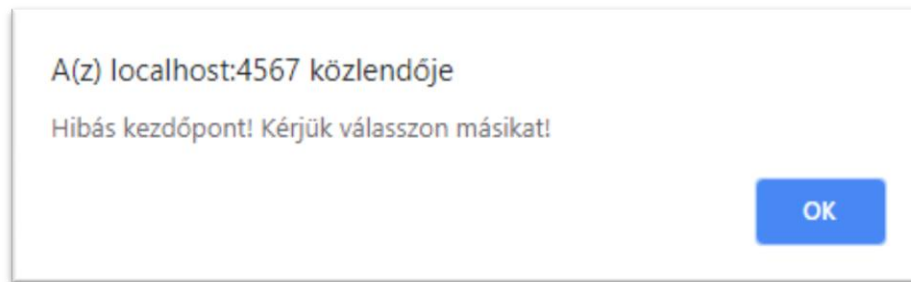 A(z) localhost:4567 közlendője
Hibás kezdőpont! Kérjük válasszon másikat!
OK